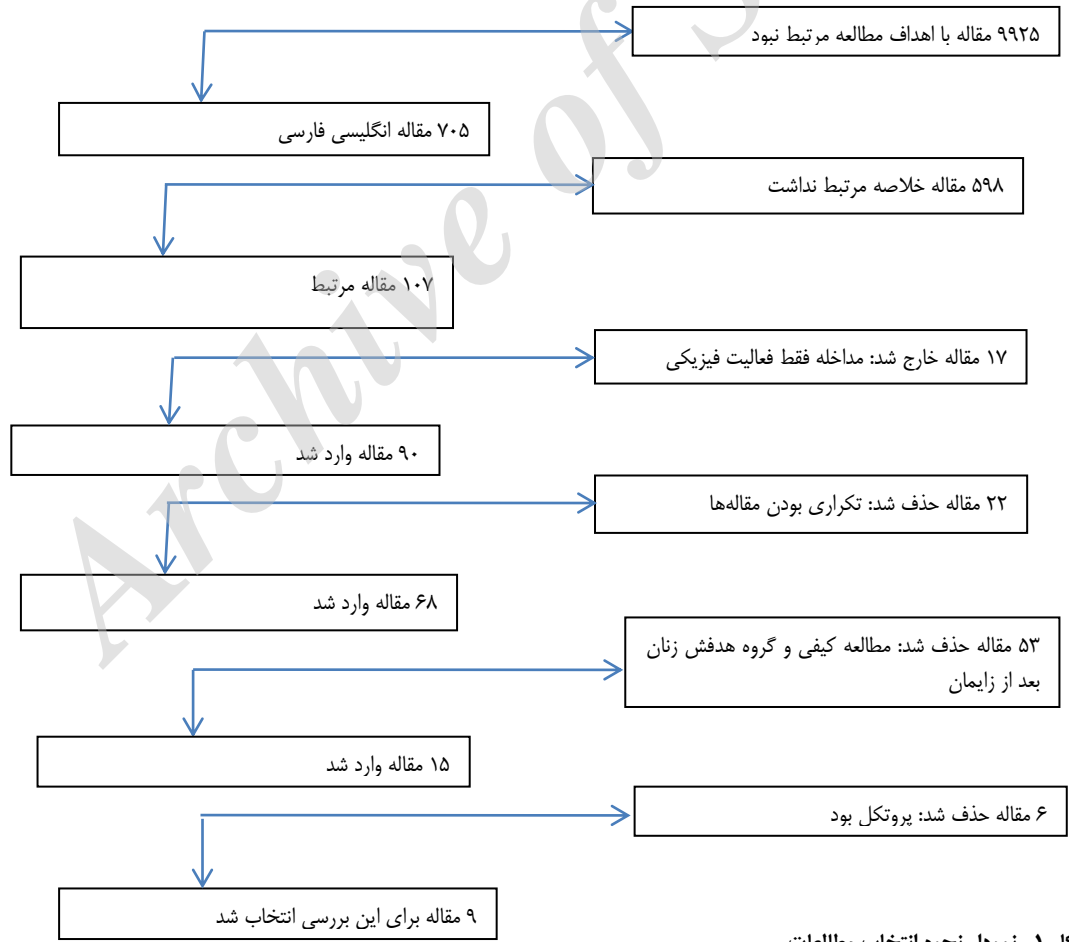 ۹۹۲۵ مقاله با اهداف مطالعه مرتبط نبود
۷۰۵ مقاله انگلیسی فارسی
۵۹۸ مقاله خلاصه مرتبط نداشت
۱۰۷ مقاله مرتبط
۱۷ مقاله خارج شد: مداخله فقط فعالیت فیزیکی
۹۰ مقاله وارد شد
۲۲ مقاله حذف شد: تکراری بودن مقاله‌ها
۶۸ مقاله وارد شد
۵۳ مقاله حذف شد: مطالعه کیفی و گروه هدفش زنان
بعد از زایمان
۱۵ مقاله وارد شد
۶ مقاله حذف شد: پروتکل بود
۹ مقاله برای این بررسی انتخاب شد
Archive of